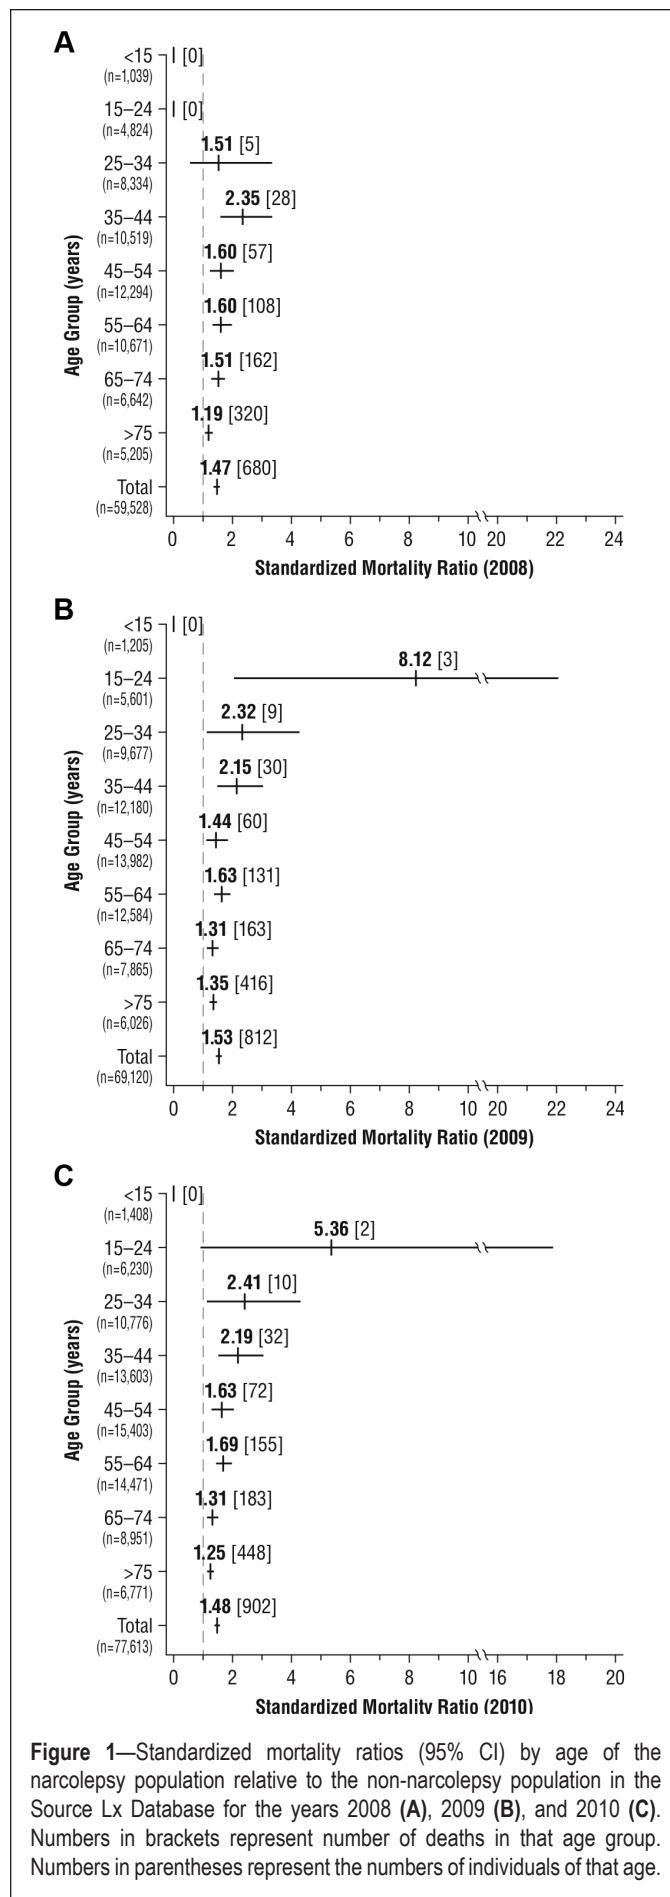 A
<15
(n=1,039)
[0]
15–24
(n=4,824)
[0]
1.51 [5]
25–34
(n=8,334)
2.35 [28]
35–44
(n=10,519)
1.60 [57]
45–54
(n=12,294)
1.60 [108]
55–64
(n=10,671)
1.51 [162]
65–74
(n=6,642)
1.19 [320]
>75
(n=5,205)
1.47 [680]
Total
(n=59,528)
Age Group (years)
0 2 4 6 8 10 20 22 24
Standardized Mortality Ratio (2008)
B
<15
(n=1,205)
[0]
8.12 [3]
15–24
(n=5,601)
2.32 [9]
25–34
(n=9,677)
2.15 [30]
35–44
(n=12,180)
1.44 [60]
45–54
(n=13,982)
1.63 [131]
55–64
(n=12,584)
1.31 [163]
65–74
(n=7,865)
1.35 [416]
>75
(n=6,026)
1.53 [812]
Total
(n=69,120)
Age Group (years)
0 2 4 6 8 10 20 22 24
Standardized Mortality Ratio (2009)
C
<15
(n=1,408)
[0]
5.36 [2]
15–24
(n=6,230)
2.41 [10]
25–34
(n=10,776)
2.19 [32]
35–44
(n=13,603)
1.63 [72]
45–54
(n=15,403)
1.69 [155]
55–64
(n=14,471)
1.31 [183]
65–74
(n=8,951)
1.25 [448]
>75
(n=6,771)
1.48 [902]
Total
(n=77,613)
Age Group (years)
0 2 4 6 8 10 16 18 20
Standardized Mortality Ratio (2010)
Figure 1—Standardized mortality ratios (95% CI) by age of the
narcolepsy population relative to the non-narcolepsy population in the
Source Lx Database for the years 2008 (A), 2009 (B), and 2010 (C).
Numbers in brackets represent number of deaths in that age group.
Numbers in parentheses represent the numbers of individuals of that age.